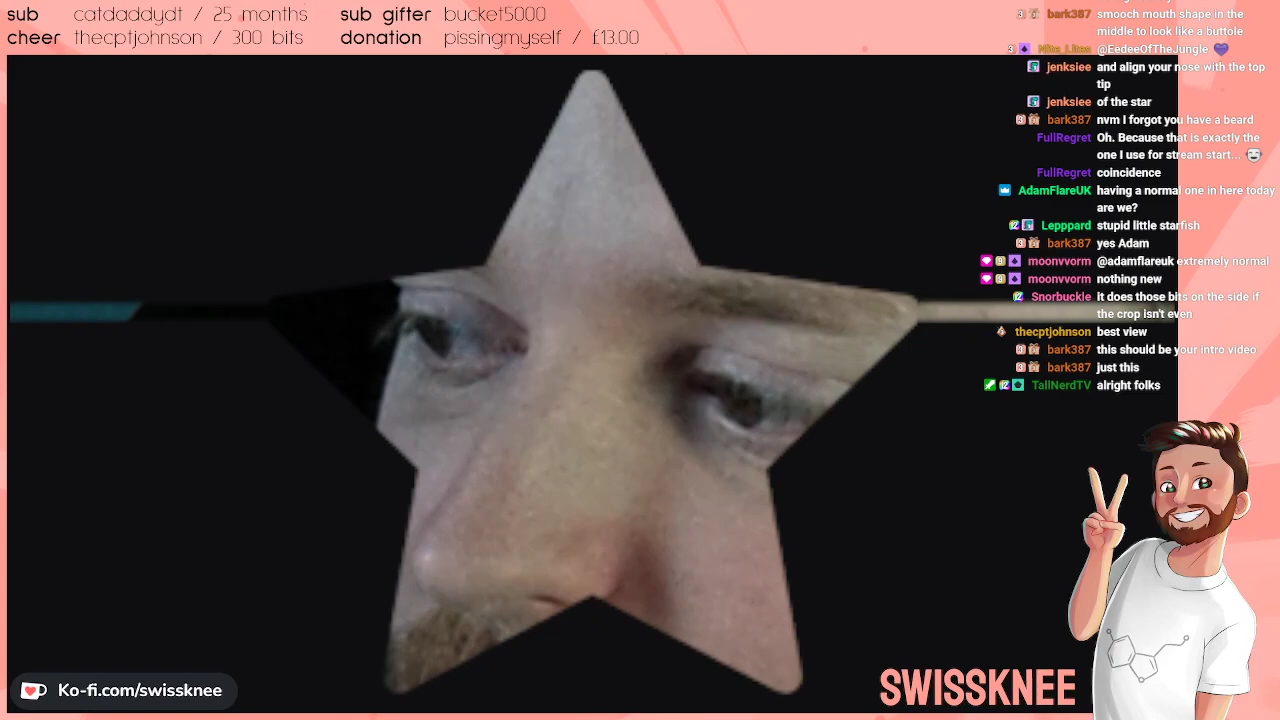 sub catdaddydt / 25 months sub gifter bucket5000
cheer thecptjohnson / 300 bits donation pissingmyself / £13.00
bark387 smooch mouth shape in the
middle to look like a buttole
@EedeeOfTheJungle
jenksiee and align your nose with the top
tip
jenksiee of the star
bark387 nvm I forgot you have a beard
FullRegret Oh. Because that is exactly the
one I use for stream start...
FullRegret coincidence
AdamFlareUK having a normal one in here today
are we?
Lepppard stupid little starfish
bark387 yes Adam
moonvvorm @adamflareuk extremely normal
moonvvorm nothing new
Snorbuckle it does those bits on the side if
the crop isn't even
thecptjohnson best view
bark387 this should be your intro video
bark387 just this
TallNerdTV alright folks
SWISSKNEE
Ko-fi.com/swissknee